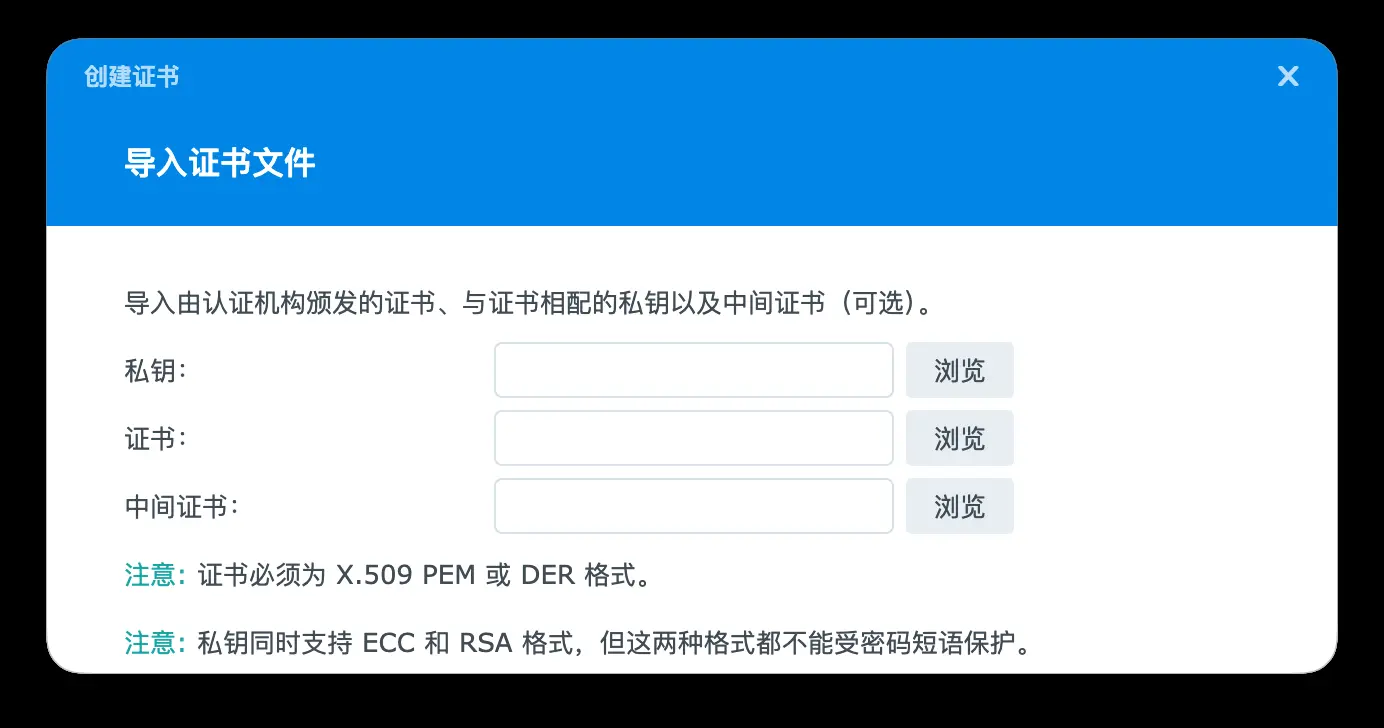 创建证书
导入证书文件
导入由认证机构颁发的证书、与证书相配的私钥以及中间证书（可选）。
私钥： 浏览
证书： 浏览
中间证书： 浏览
注意： 证书必须为 X.509 PEM 或 DER 格式。
注意： 私钥同时支持 ECC 和 RSA 格式，但这两种格式都不能受密码短语保护。